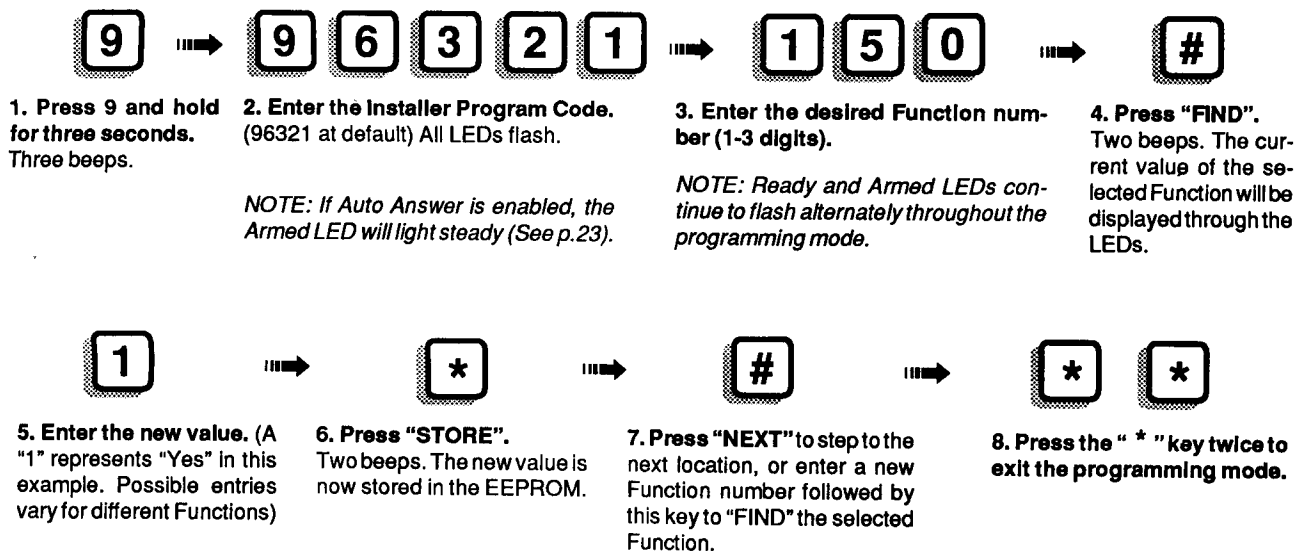 9 9 6 3 2 1 1 5 0 #
1. Press 9 and hold
for three seconds.
Three beeps.
2. Enter the Installer Program Code.
(96321 at default) All LEDs flash.
NOTE: If Auto Answer is enabled, the
Armed LED will light steady (See p.23).
3. Enter the desired Function num-
ber (1-3 digits).
NOTE: Ready and Armed LEDs con-
tinue to flash alternately throughout the
programming mode.
4. Press "FIND".
Two beeps. The cur-
rent value of the se-
lected Function will be
displayed through the
LEDs.
1 * # * *
5. Enter the new value. (A
"1" represents "Yes" in this
example. Possible entries
vary for different Functions)
6. Press "STORE".
Two beeps. The new value is
now stored in the EEPROM.
7. Press "NEXT" to step to the
next location, or enter a new
Function number followed by
this key to "FIND" the selected
Function.
8. Press the " * " key twice to
exit the programming mode.